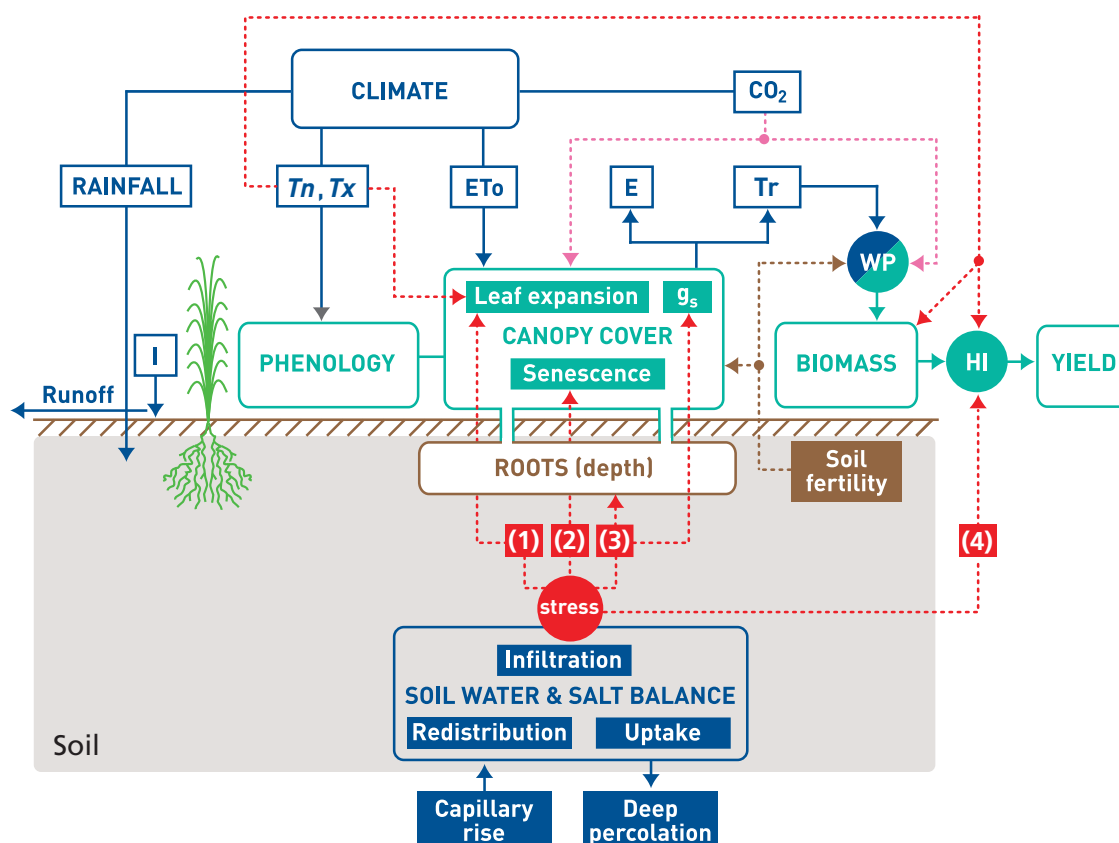 CLIMATE
CO₂
RAINFALL
Tn, Tx
ETo
E
Tr
WP
Leaf expansion
gₛ
CANOPY COVER
Senescence
PHENOLOGY
BIOMASS
HI
YIELD
I
Runoff
ROOTS (depth)
Soil
fertility
(1)
(2)
(3)
(4)
stress
Infiltration
SOIL WATER & SALT BALANCE
Redistribution
Uptake
Soil
Capillary
rise
Deep
percolation